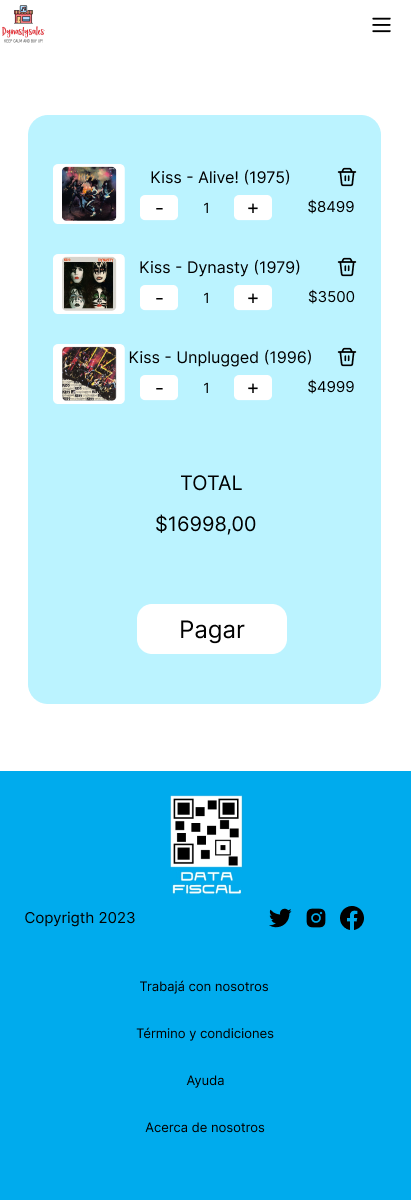 Dynastysales
KEEP CALM AND BUY UP!
Kiss - Alive! (1975)
- 1 + $8499
Kiss - Dynasty (1979)
- 1 + $3500
Kiss - Unplugged (1996)
- 1 + $4999
TOTAL
$16998,00
Pagar
DATA
FISCAL
Copyrigth 2023
Trabajá con nosotros
Término y condiciones
Ayuda
Acerca de nosotros